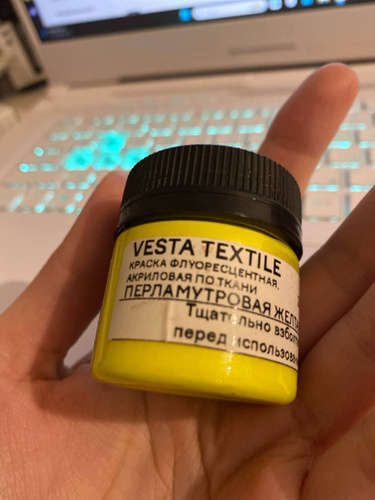 VESTA TEXTILE
КРАСКА ФЛУОРЕСЦЕНТНАЯ.
АКРИЛОВАЯ ПО ТКАНИ
ПЕРЛАМУТРОВАЯ
Тщательно
перед